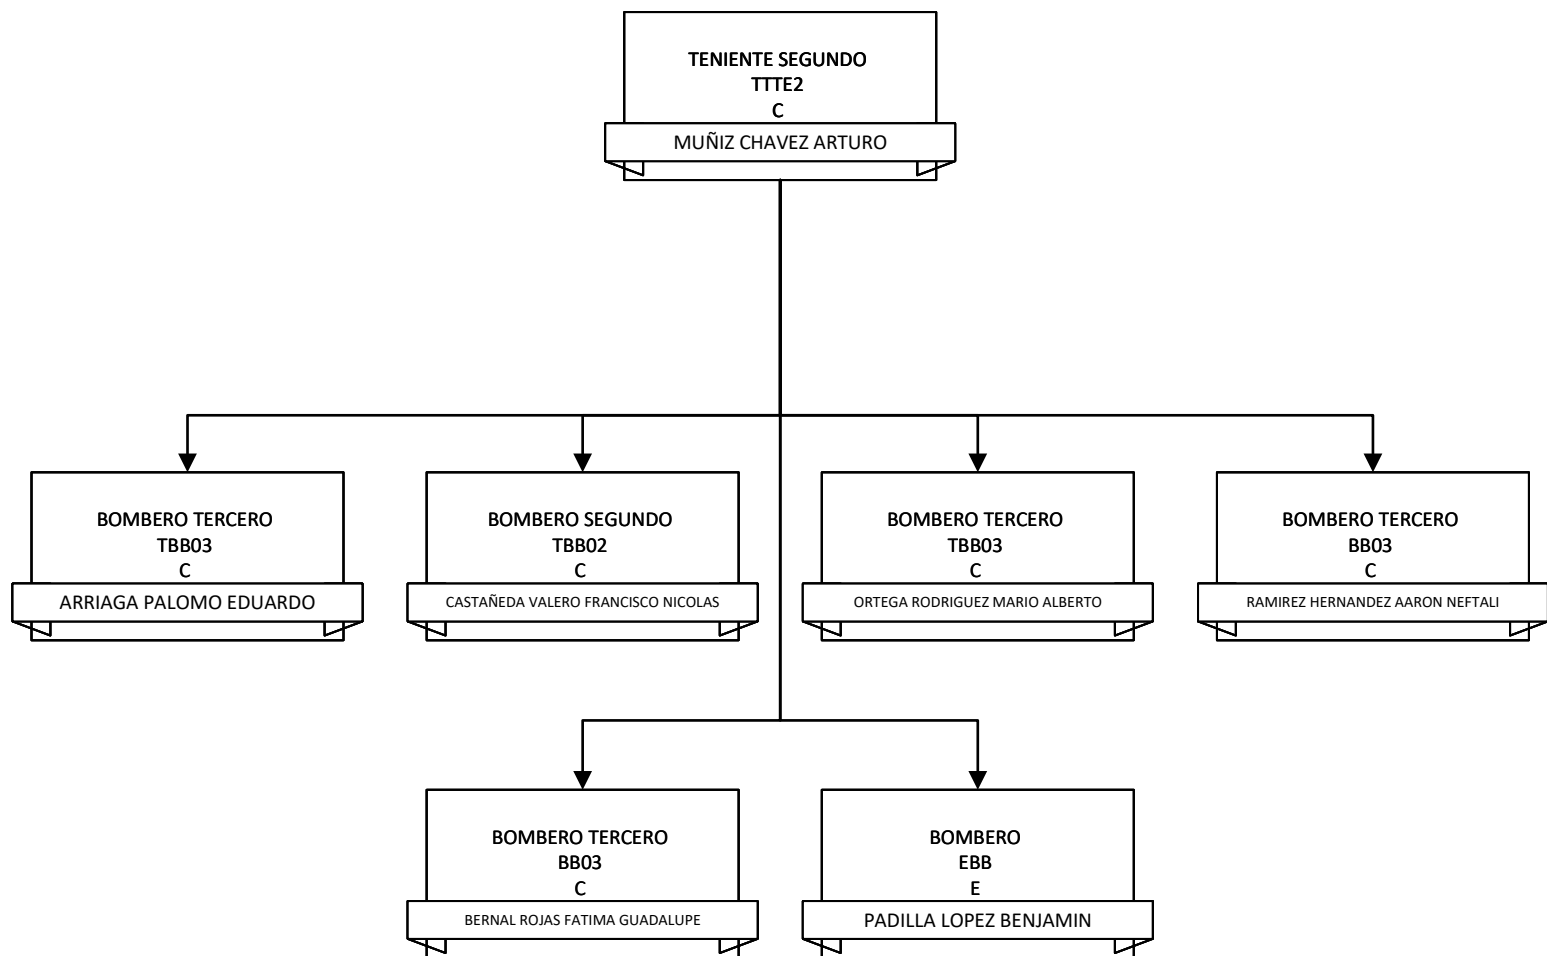 TENIENTE SEGUNDO
TTTE2
C
MUÑIZ CHAVEZ ARTURO
BOMBERO TERCERO
TBB03
C
ARRIAGA PALOMO EDUARDO
BOMBERO SEGUNDO
TBB02
C
CASTAÑEDA VALERO FRANCISCO NICOLAS
BOMBERO TERCERO
TBB03
C
ORTEGA RODRIGUEZ MARIO ALBERTO
BOMBERO TERCERO
BB03
C
RAMIREZ HERNANDEZ AARON NEFTALI
BOMBERO TERCERO
BB03
C
BERNAL ROJAS FATIMA GUADALUPE
BOMBERO
EBB
E
PADILLA LOPEZ BENJAMIN